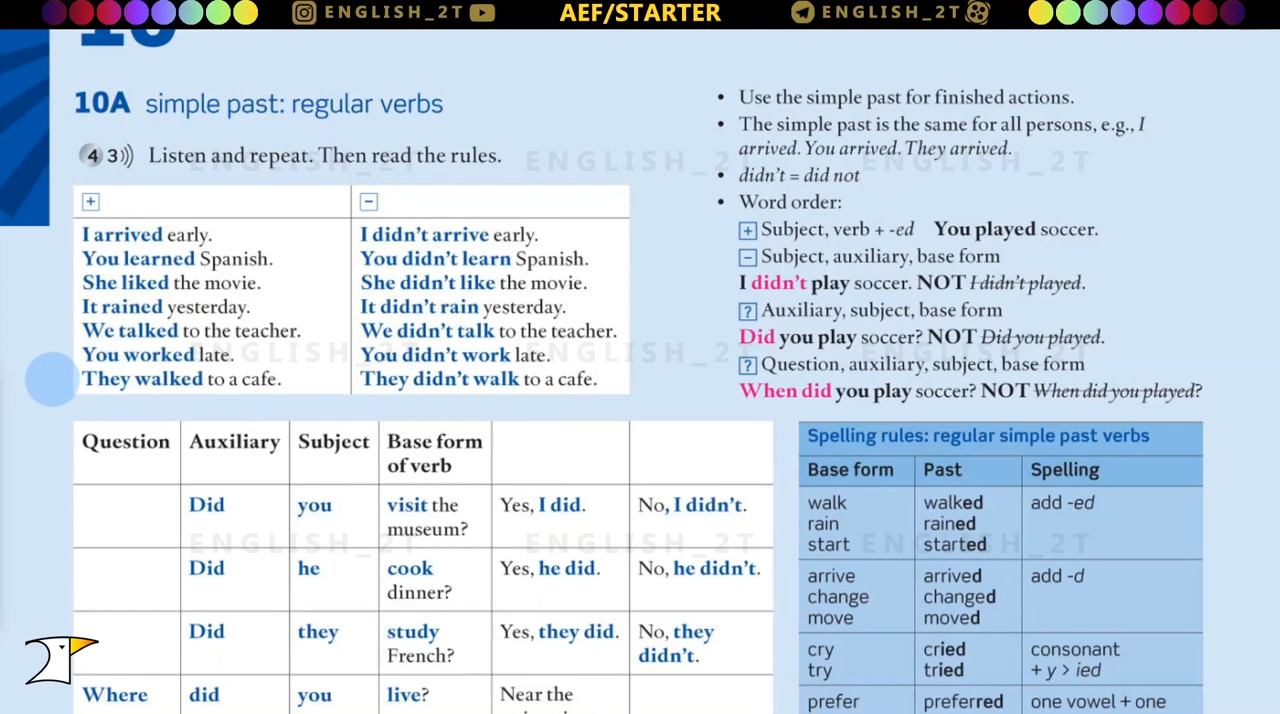 ENGLISH_2T
AEF/STARTER
ENGLISH_2T
10A simple past: regular verbs
4 3))) Listen and repeat. Then read the rules.
+
−
I arrived early.
I didn't arrive early.
You learned Spanish.
You didn't learn Spanish.
She liked the movie.
She didn't like the movie.
It rained yesterday.
It didn't rain yesterday.
We talked to the teacher.
We didn't talk to the teacher.
You worked late.
You didn't work late.
They walked to a cafe.
They didn't walk to a cafe.
• Use the simple past for finished actions.
• The simple past is the same for all persons, e.g., I
arrived. You arrived. They arrived.
• didn't = did not
• Word order:
+ Subject, verb + -ed You played soccer.
− Subject, auxiliary, base form
I didn't play soccer. NOT I didn't played.
? Auxiliary, subject, base form
Did you play soccer? NOT Did you played.
? Question, auxiliary, subject, base form
When did you play soccer? NOT When did you played?
Question
Auxiliary
Subject
Base form
of verb
Did
you
visit the
museum?
Yes, I did.
No, I didn't.
Did
he
cook
dinner?
Yes, he did.
No, he didn't.
Did
they
study
French?
Yes, they did.
No, they
didn't.
Where
did
you
live?
Near the
Spelling rules: regular simple past verbs
Base form
Past
Spelling
walk
rain
start
walked
rained
started
add -ed
arrive
change
move
arrived
changed
moved
add -d
cry
try
cried
tried
consonant
+ y > ied
prefer
preferred
one vowel + one
ENGLISH_2T
ENGLISH_2T
ENGLISH_2T
ENGLISH_2T
ENGLISH_2T
ENGLISH_2T
ENGLISH_2T
ENGLISH_2T
ENGLISH_2T